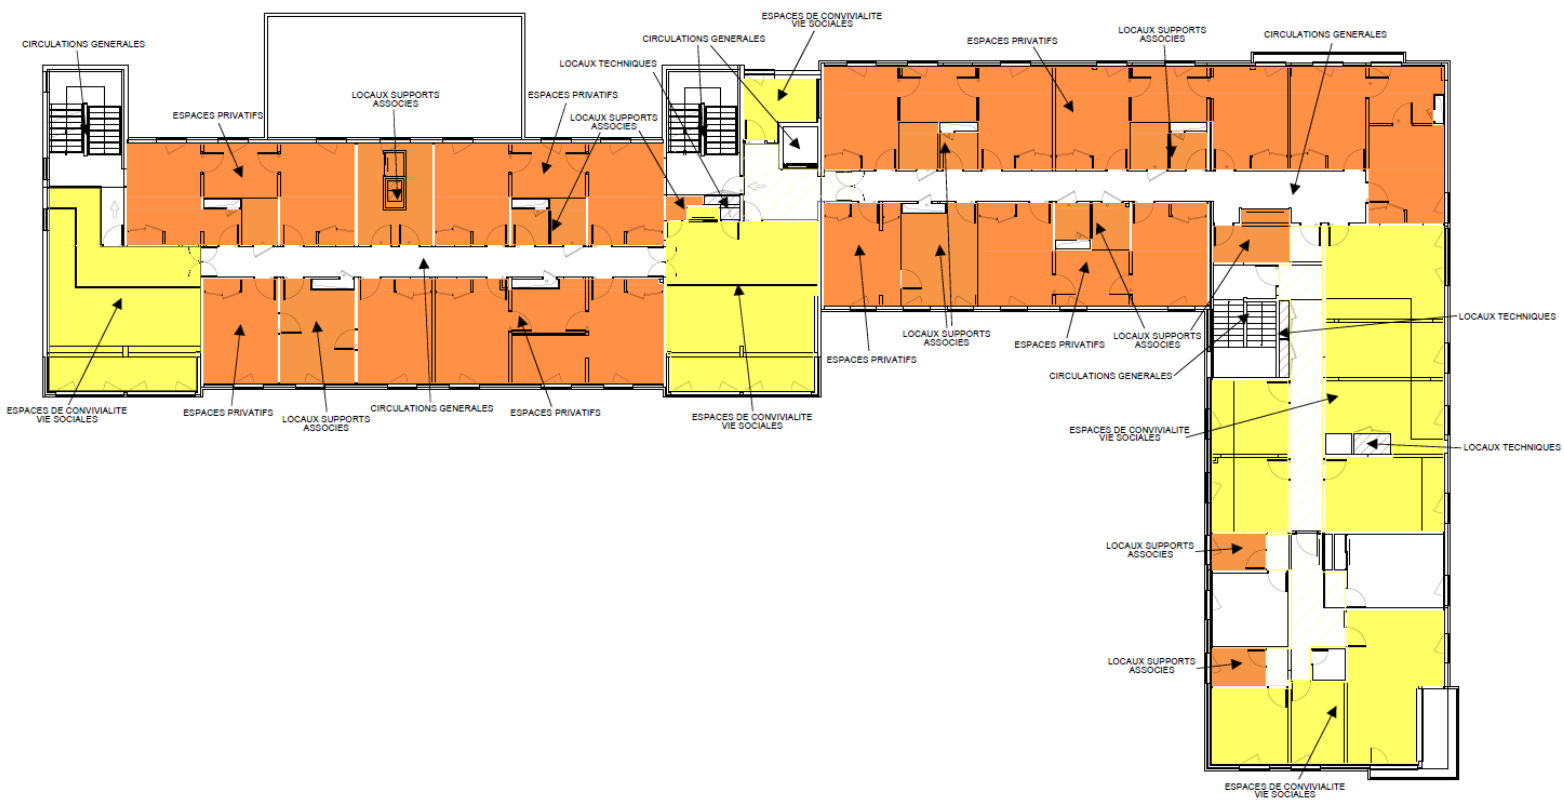 ESPACES DE CONVIVIALITE
VIE SOCIALES
CIRCULATIONS GENERALES
CIRCULATIONS GENERALES
ESPACES PRIVATIFS
LOCAUX SUPPORTS
ASSOCIES
CIRCULATIONS GENERALES
LOCAUX TECHNIQUES
LOCAUX SUPPORTS
ASSOCIES
ESPACES PRIVATIFS
ESPACES PRIVATIFS
LOCAUX SUPPORTS
ASSOCIES
LOCAUX TECHNIQUES
LOCAUX SUPPORTS
ASSOCIES
ESPACES PRIVATIFS
LOCAUX SUPPORTS
ASSOCIES
ESPACES PRIVATIFS
LOCAUX SUPPORTS
ASSOCIES
CIRCULATIONS GENERALES
ESPACES DE CONVIVIALITE
VIE SOCIALES
ESPACES PRIVATIFS
LOCAUX SUPPORTS
ASSOCIES
CIRCULATIONS GENERALES
ESPACES PRIVATIFS
ESPACES DE CONVIVIALITE
VIE SOCIALES
ESPACES DE CONVIVIALITE
VIE SOCIALES
LOCAUX TECHNIQUES
LOCAUX SUPPORTS
ASSOCIES
LOCAUX SUPPORTS
ASSOCIES
ESPACES DE CONVIVIALITE
VIE SOCIALES